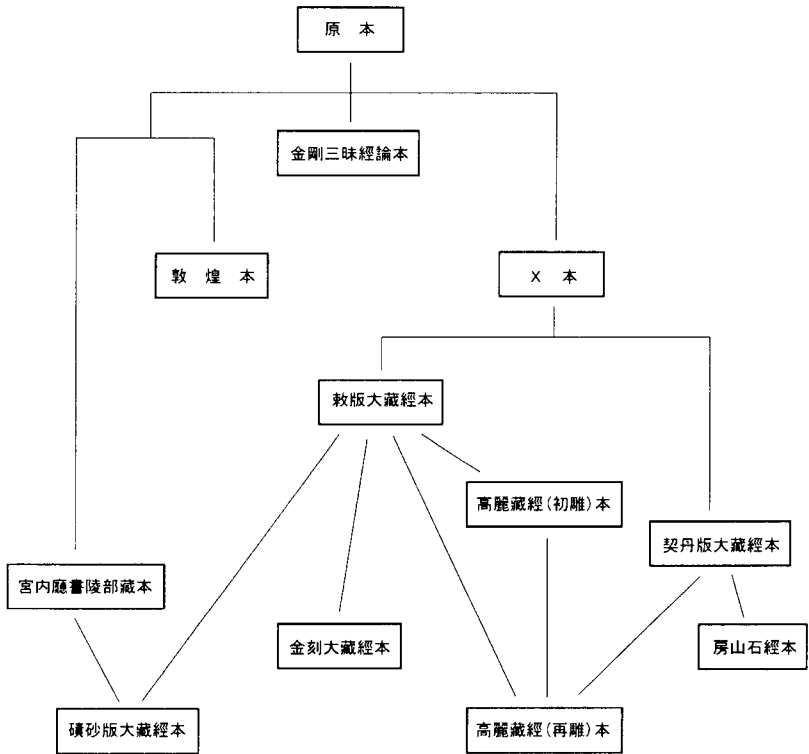 原 本
金剛三昧經論本
敦 煌 本
X 本
敕版大藏經本
高麗藏經(初雕)本
契丹版大藏經本
宮内廳書陵部藏本
金刻大藏經本
房山石經本
磧砂版大藏經本
高麗藏經(再雕)本